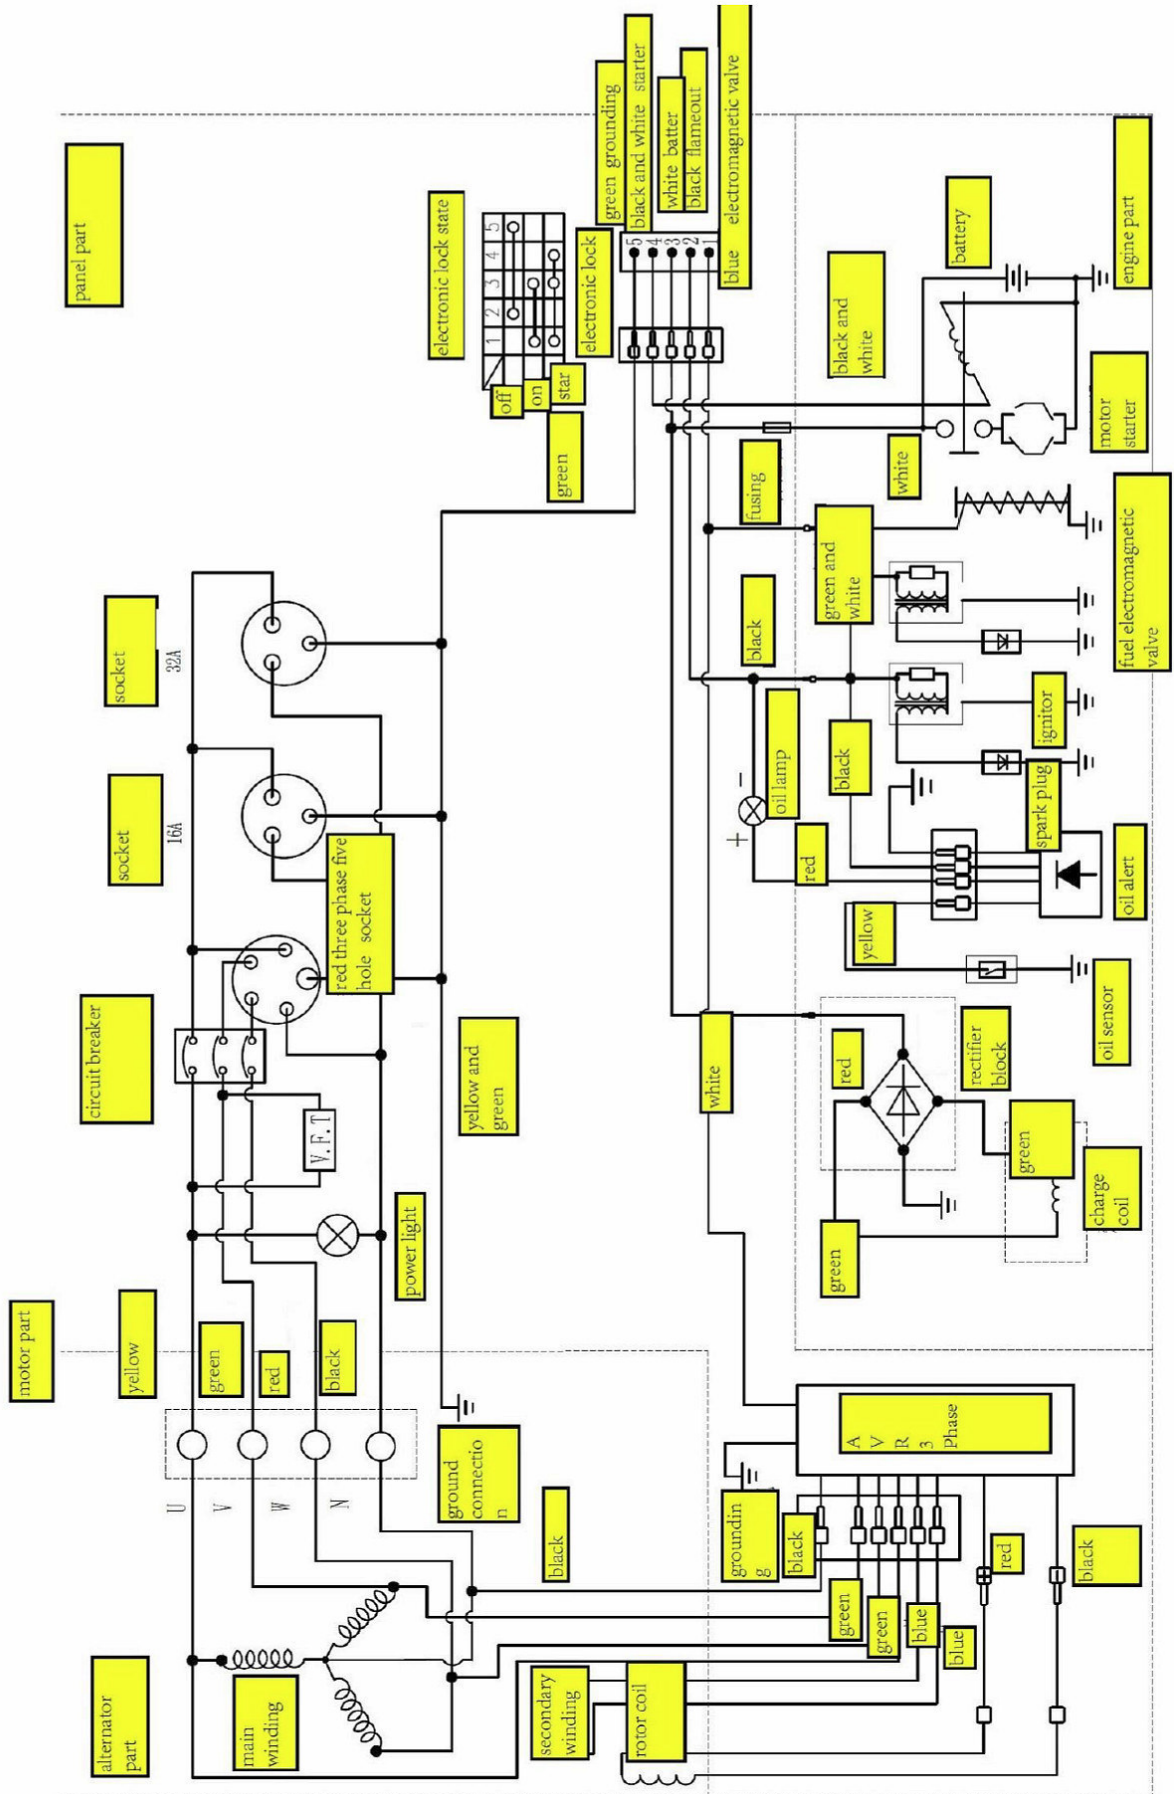 panel part
electronic lock state
1 2 3 4 5
off
on
star
green
electronic lock
green grounding
black and white starter
white batter
black flameout
blue electromagnetic valve
5
4
3
2
1
battery
engine part
black and
white
motor
starter
white
fusing
green and
white
fuel electromagnetic
valve
black
oil lamp
+
-
black
ignitor
spark plug
red
oil alert
yellow
oil sensor
socket
32A
socket
16A
red three phase five
hole socket
circuit breaker
V.F.T
yellow and
green
power light
white
red
rectifier
block
green
charge
coil
green
motor part
yellow
green
red
black
U
V
W
N
ground
connectio
n
black
groundin
g
A
V
R
3
Phase
black
green
green
blue
blue
red
black
alternator
part
main
winding
secondary
winding
rotor coil